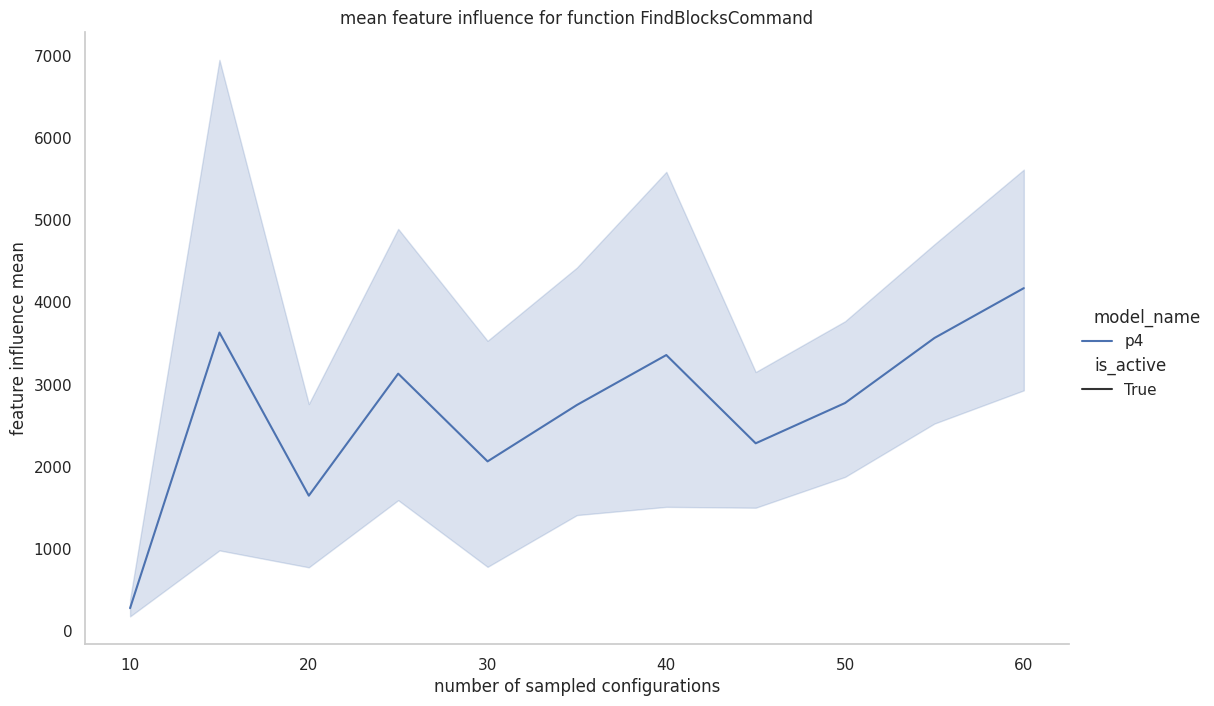 mean feature influence for function FindBlocksCommand
7000
6000
5000
4000
3000
2000
1000
0
feature influence mean
10 20 30 40 50 60
number of sampled configurations
model_name
p4
is_active
True